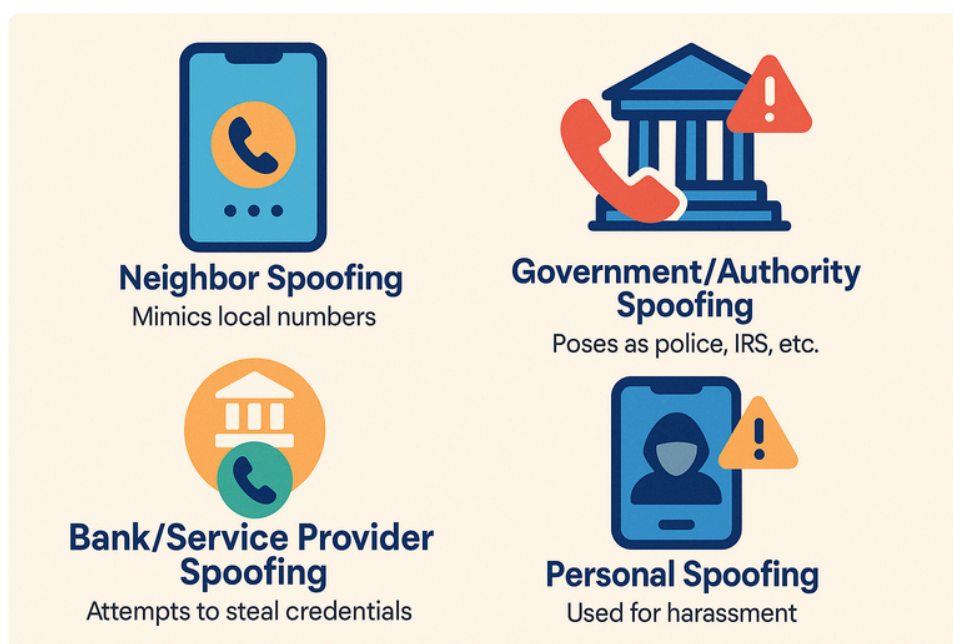 Neighbor Spoofing
Mimics local numbers
Government/Authority
Spoofing
Poses as police, IRS, etc.
Bank/Service Provider
Spoofing
Attempts to steal credentials
Personal Spoofing
Used for harassment